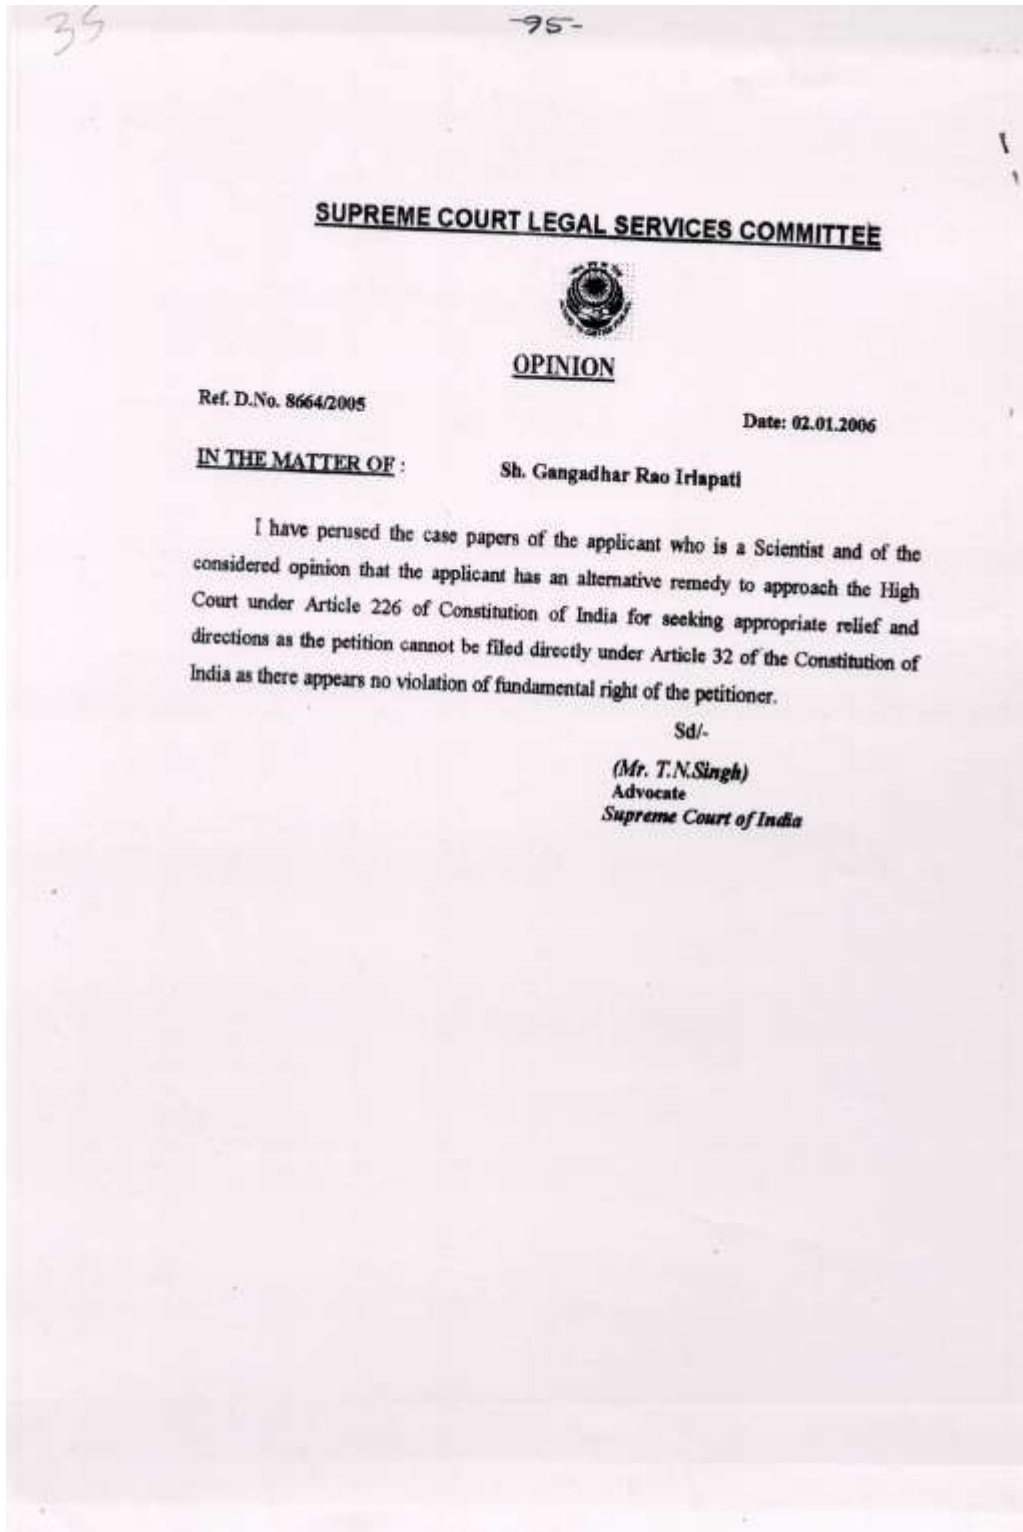 35
-95-
SUPREME COURT LEGAL SERVICES COMMITTEE
OPINION
Ref. D.No. 8664/2005
Date: 02.01.2006
IN THE MATTER OF :
Sh. Gangadhar Rao Irlapati
I have perused the case papers of the applicant who is a Scientist and of the
considered opinion that the applicant has an alternative remedy to approach the High
Court under Article 226 of Constitution of India for seeking appropriate relief and
directions as the petition cannot be filed directly under Article 32 of the Constitution of
India as there appears no violation of fundamental right of the petitioner.
Sd/-
(Mr. T.N.Singh)
Advocate
Supreme Court of India